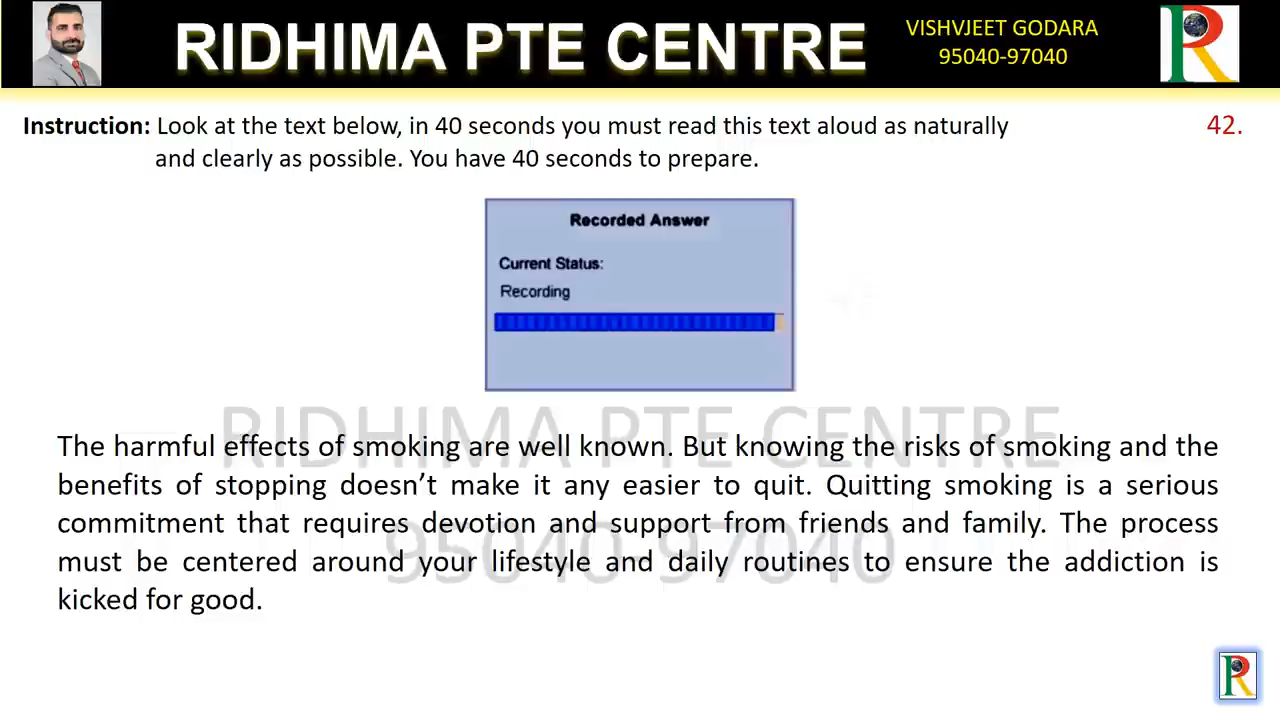 RIDHIMA PTE CENTRE
VISHVJEET GODARA
95040-97040
Instruction: Look at the text below, in 40 seconds you must read this text aloud as naturally
and clearly as possible. You have 40 seconds to prepare.
42.
Recorded Answer
Current Status:
Recording
RIDHIMA PTE CENTRE
95040-97040
The harmful effects of smoking are well known. But knowing the risks of smoking and the
benefits of stopping doesn’t make it any easier to quit. Quitting smoking is a serious
commitment that requires devotion and support from friends and family. The process
must be centered around your lifestyle and daily routines to ensure the addiction is
kicked for good.